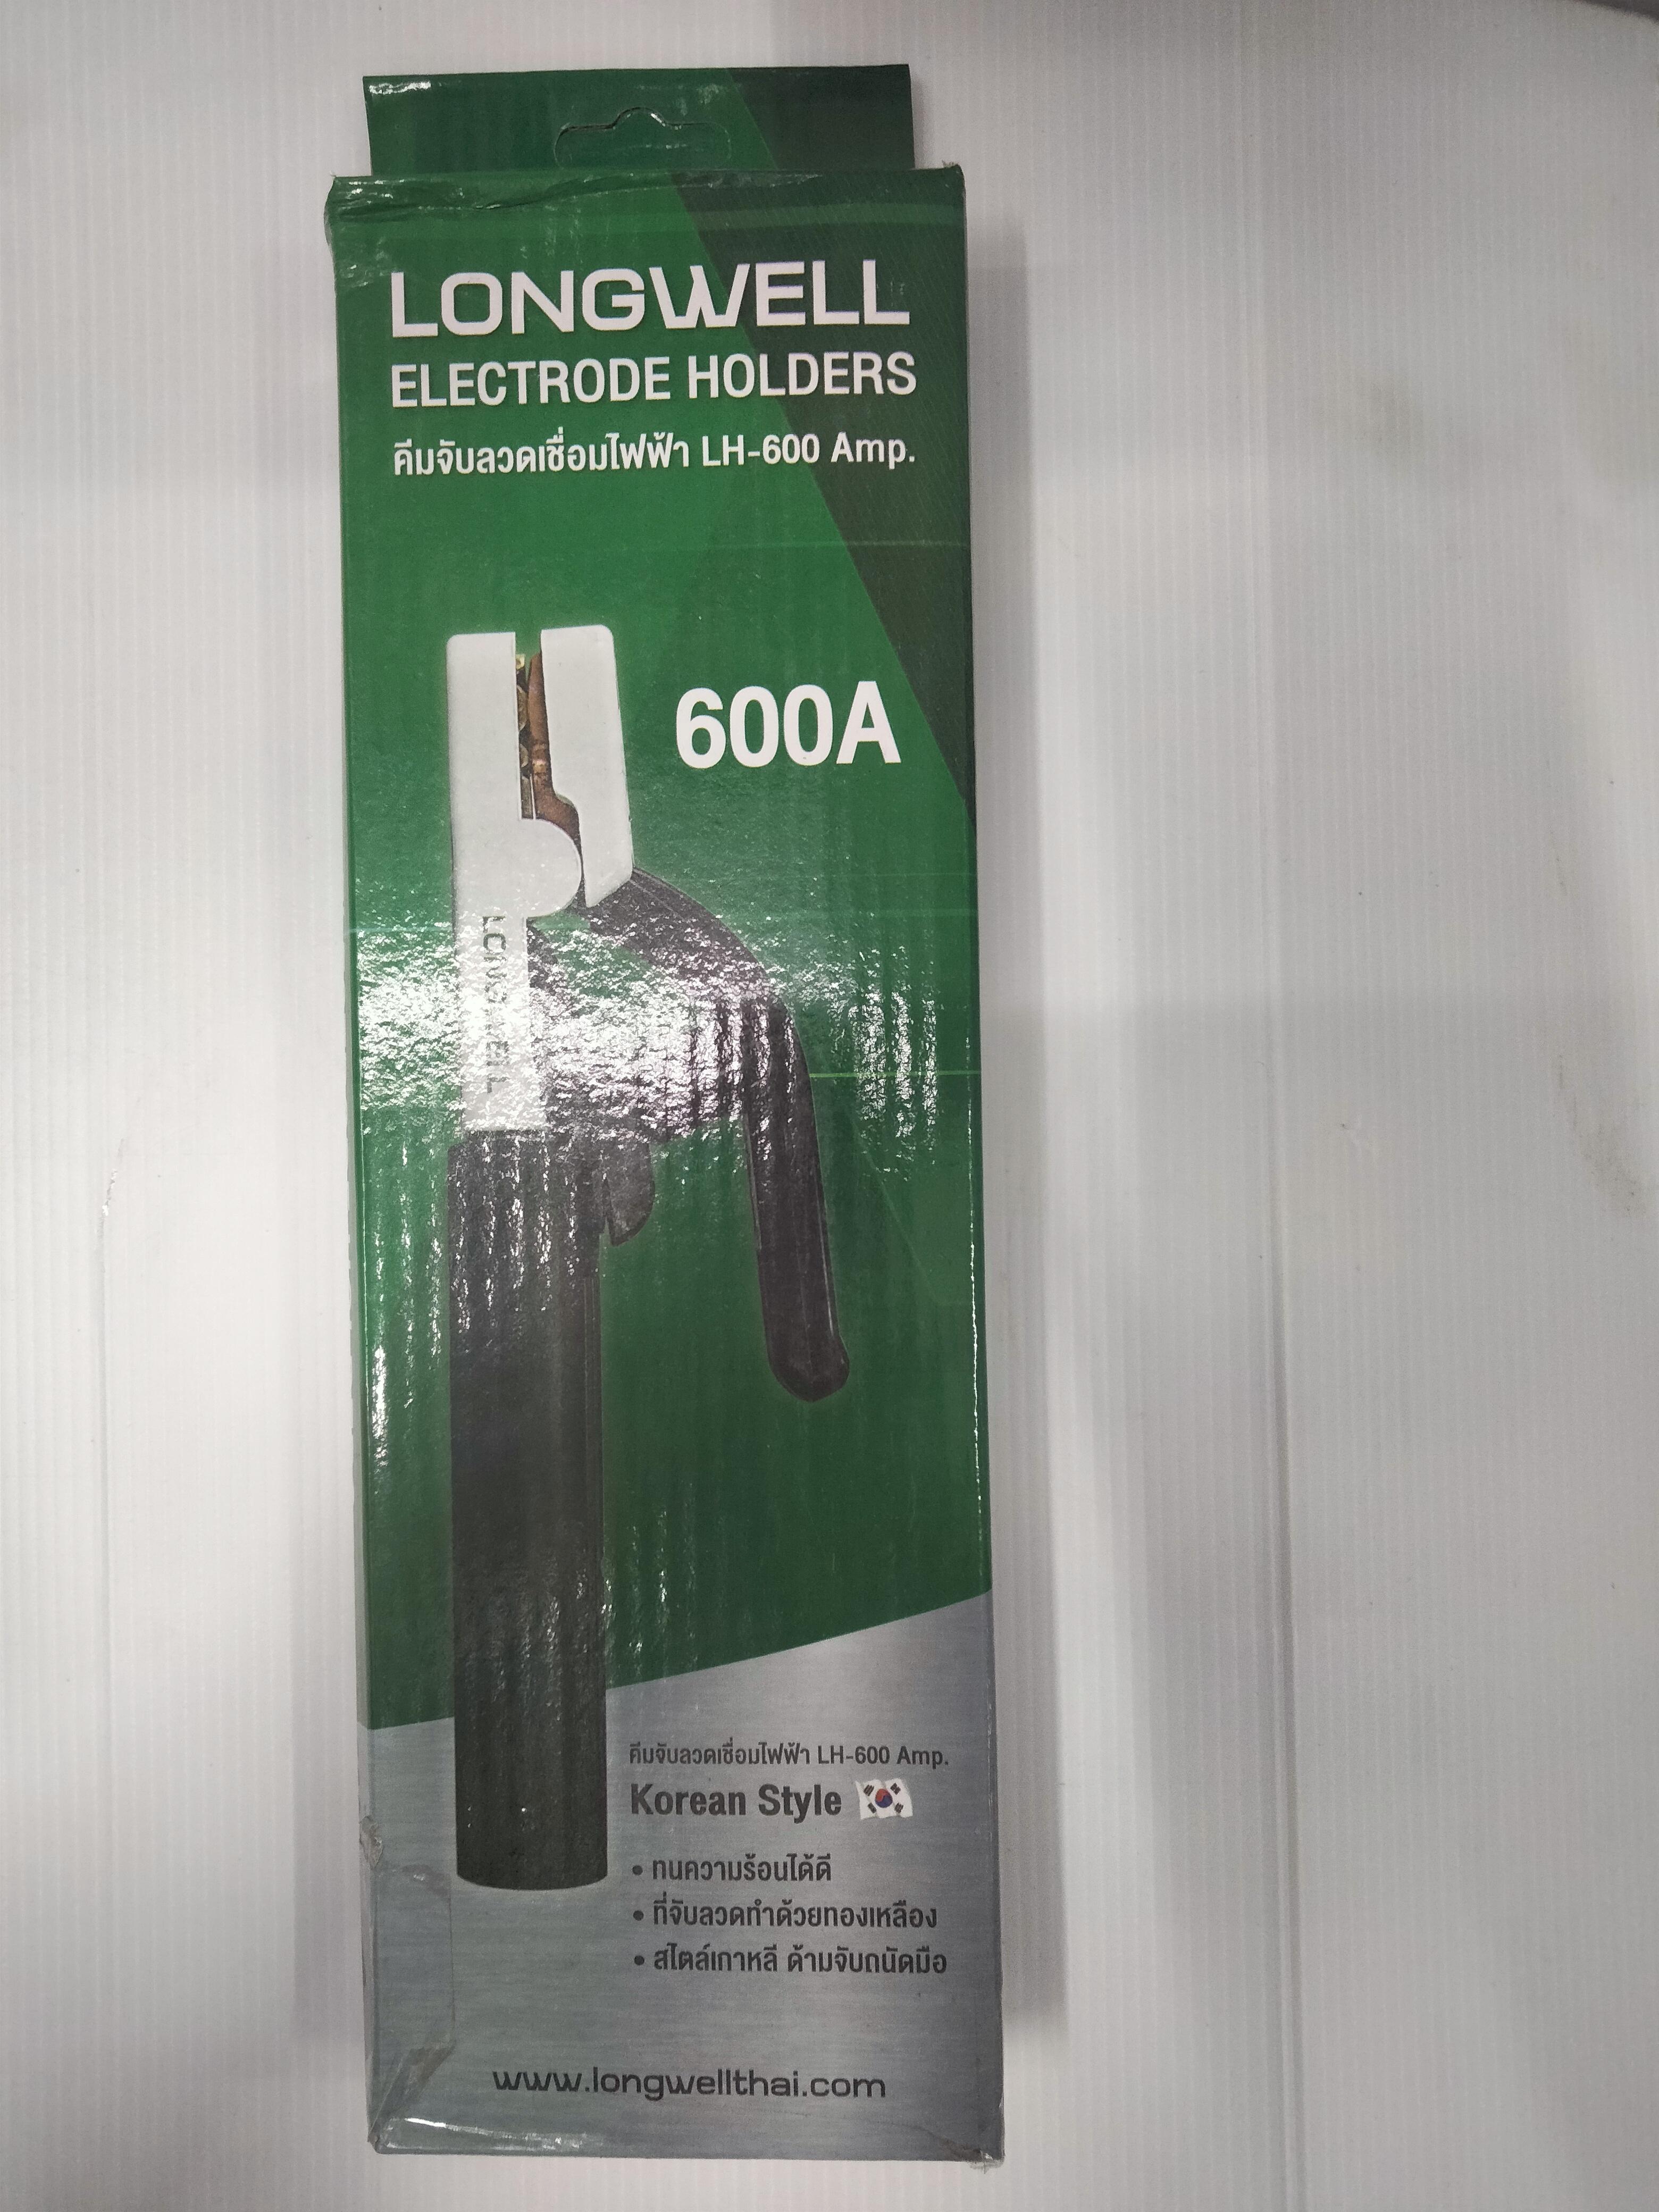 LONGWELL
ELECTRODE HOLDERS
คีมจับลวดเชื่อมไฟฟ้า LH-600 Amp.
600A
LONGWELL
คีมจับลวดเชื่อมไฟฟ้า LH-600 Amp.
Korean Style
• ทนความร้อนได้ดี
• ที่จับลวดทำด้วยทองเหลือง
• สไตล์เกาหลี ด้ามจับถนัดมือ
www.longwellthai.com